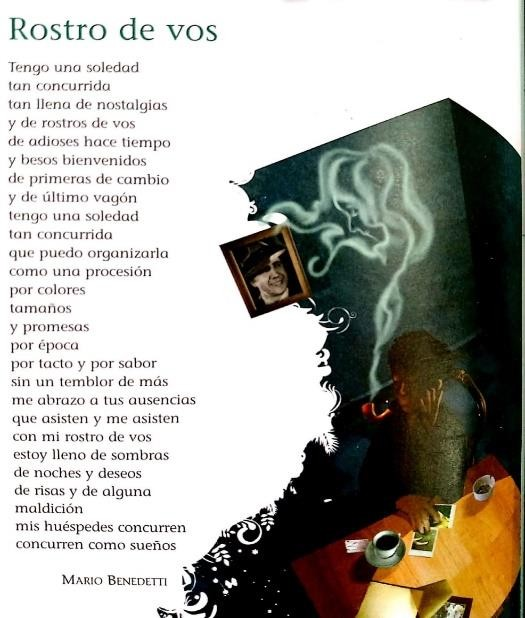 Rostro de vos
Tengo una soledad
tan concurrida
tan llena de nostalgias
y de rostros de vos
de adioses hace tiempo
y besos bienvenidos
de primeras de cambio
y de último vagón
tengo una soledad
tan concurrida
que puedo organizarla
como una procesión
por colores
tamaños
y promesas
por época
por tacto y por sabor
sin un temblor de más
me abrazo a tus ausencias
que asisten y me asisten
con mi rostro de vos
estoy lleno de sombras
de noches y deseos
de risas y de alguna
maldición
mis huéspedes concurren
concurren como sueños
MARIO BENEDETTI